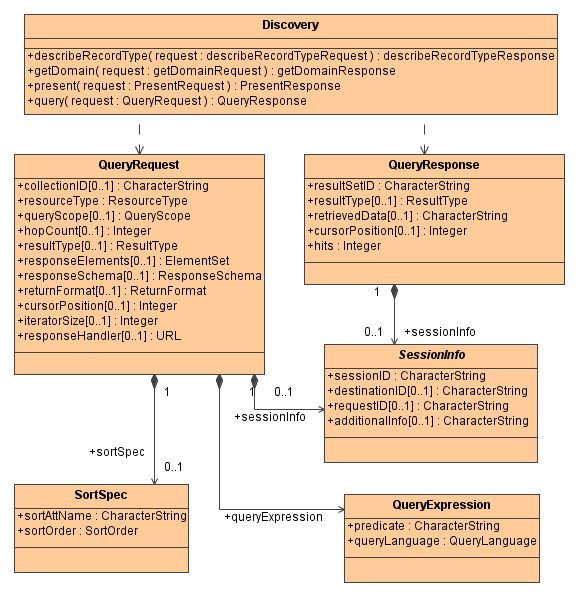 Discovery
+describeRecordType( request : describeRecordTypeRequest ) : describeRecordTypeResponse
+getDomain( request : getDomainRequest ) : getDomainResponse
+present( request : PresentRequest ) : PresentResponse
+query( request : QueryRequest ) : QueryResponse
QueryRequest
+collectionID[0..1] : CharacterString
+resourceType : ResourceType
+queryScope[0..1] : QueryScope
+hopCount[0..1] : Integer
+resultType[0..1] : ResultType
+responseElements[0..1] : ElementSet
+responseSchema[0..1] : ResponseSchema
+returnFormat[0..1] : ReturnFormat
+cursorPosition[0..1] : Integer
+iteratorSize[0..1] : Integer
+responseHandler[0..1] : URL
QueryResponse
+resultSetID : CharacterString
+resultType[0..1] : ResultType
+retrievedData[0..1] : CharacterString
+cursorPosition[0..1] : Integer
+hits : Integer
1
0..1
+sessionInfo
SessionInfo
+sessionID : CharacterString
+destinationID[0..1] : CharacterString
+requestID[0..1] : CharacterString
+additionalInfo[0..1] : CharacterString
1
1
0..1
+sessionInfo
+sortSpec
0..1
SortSpec
+sortAttName : CharacterString
+sortOrder : SortOrder
+queryExpression
QueryExpression
+predicate : CharacterString
+queryLanguage : QueryLanguage